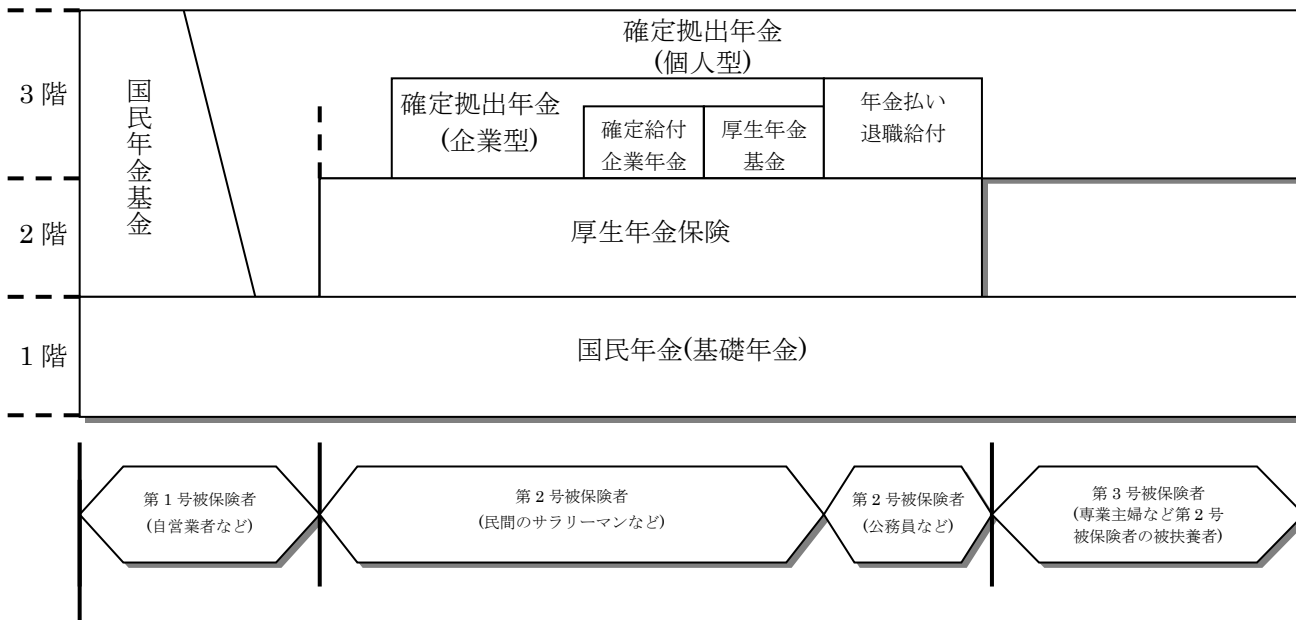 確定拠出年金
(個人型)
3 階
国民年金基金
確定拠出年金
(企業型)
確定給付
企業年金
厚生年金
基金
年金払い
退職給付
2 階
厚生年金保険
1 階
国民年金(基礎年金)
第 1 号被保険者
(自営業者など)
第 2 号被保険者
(民間のサラリーマンなど)
第 2 号被保険者
(公務員など)
第 3 号被保険者
(専業主婦など第 2 号
被保険者の被扶養者)